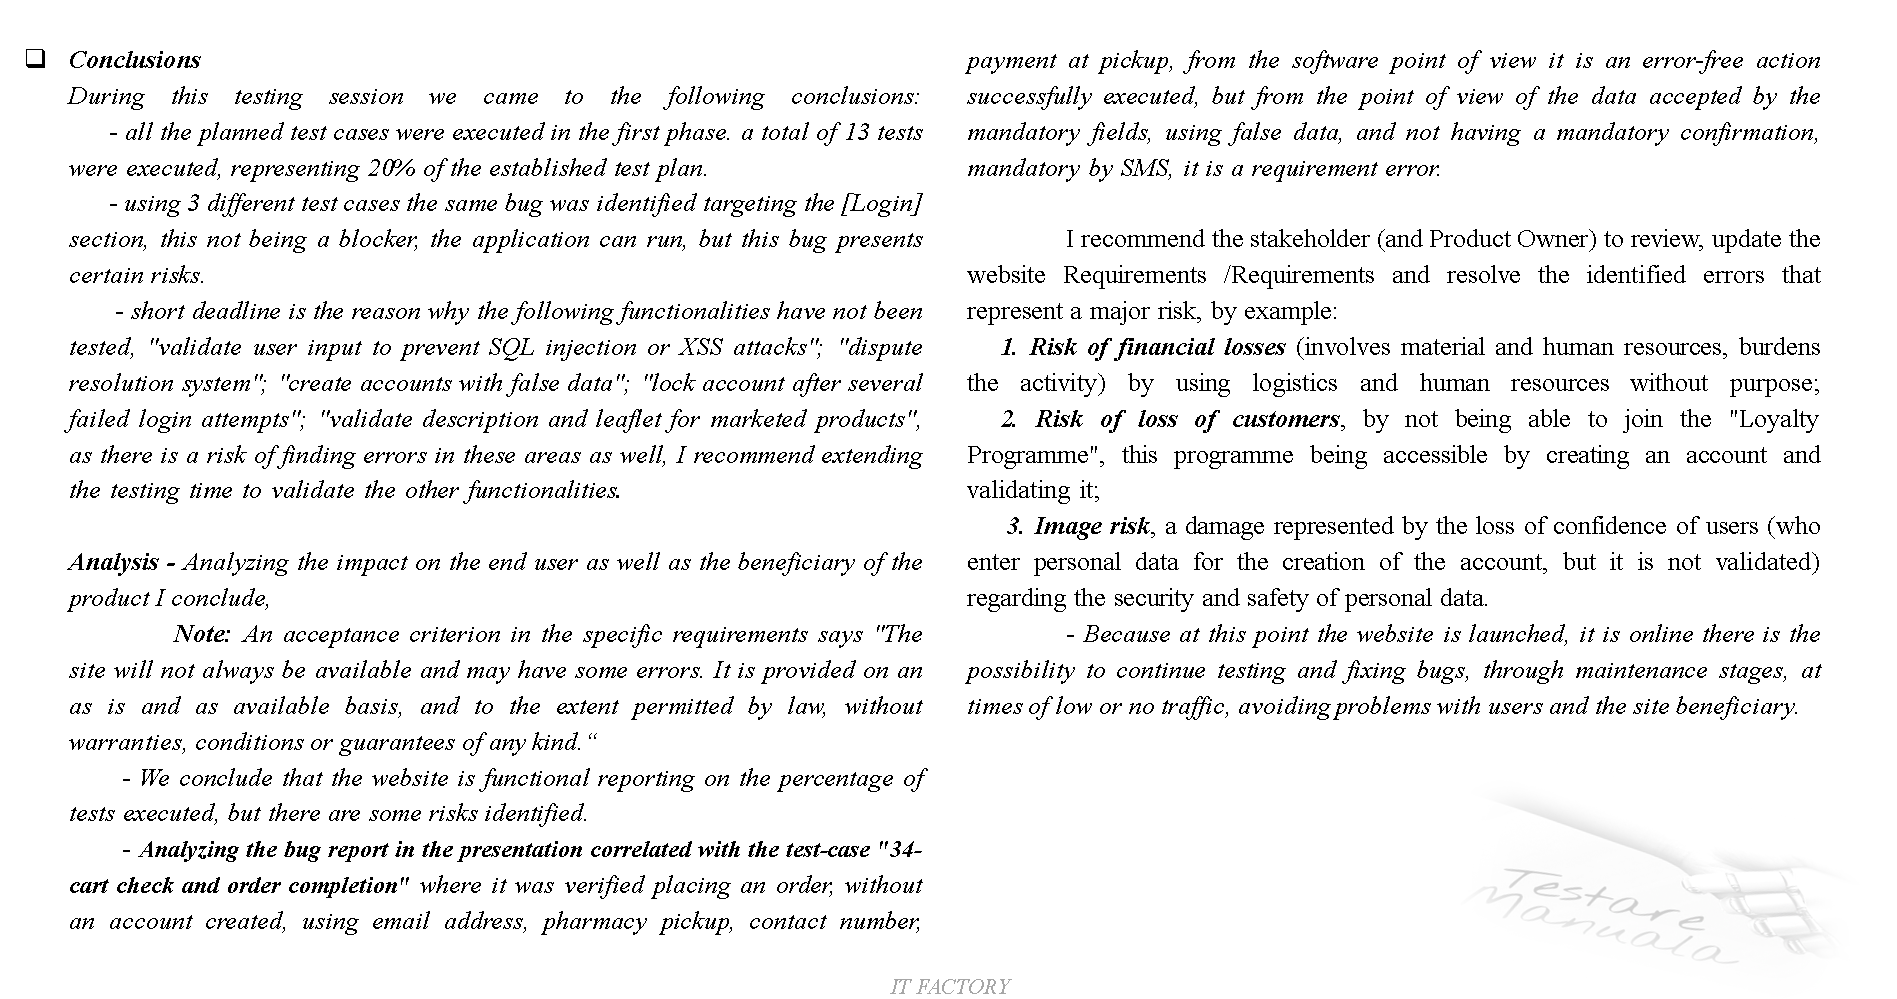 ❑ Conclusions
During this testing session we came to the following conclusions:
- all the planned test cases were executed in the first phase. a total of 13 tests
were executed, representing 20% of the established test plan.
- using 3 different test cases the same bug was identified targeting the [Login]
section, this not being a blocker, the application can run, but this bug presents
certain risks.
- short deadline is the reason why the following functionalities have not been
tested, "validate user input to prevent SQL injection or XSS attacks"; "dispute
resolution system"; "create accounts with false data"; "lock account after several
failed login attempts"; "validate description and leaflet for marketed products",
as there is a risk of finding errors in these areas as well, I recommend extending
the testing time to validate the other functionalities.
Analysis - Analyzing the impact on the end user as well as the beneficiary of the
product I conclude,
Note: An acceptance criterion in the specific requirements says "The
site will not always be available and may have some errors. It is provided on an
as is and as available basis, and to the extent permitted by law, without
warranties, conditions or guarantees of any kind.“
- We conclude that the website is functional reporting on the percentage of
tests executed, but there are some risks identified.
- Analyzing the bug report in the presentation correlated with the test-case "34-
cart check and order completion" where it was verified placing an order, without
an account created, using email address, pharmacy pickup, contact number,
payment at pickup, from the software point of view it is an error-free action
successfully executed, but from the point of view of the data accepted by the
mandatory fields, using false data, and not having a mandatory confirmation,
mandatory by SMS, it is a requirement error.
I recommend the stakeholder (and Product Owner) to review, update the
website Requirements /Requirements and resolve the identified errors that
represent a major risk, by example:
1. Risk of financial losses (involves material and human resources, burdens
the activity) by using logistics and human resources without purpose;
2. Risk of loss of customers, by not being able to join the "Loyalty
Programme", this programme being accessible by creating an account and
validating it;
3. Image risk, a damage represented by the loss of confidence of users (who
enter personal data for the creation of the account, but it is not validated)
regarding the security and safety of personal data.
- Because at this point the website is launched, it is online there is the
possibility to continue testing and fixing bugs, through maintenance stages, at
times of low or no traffic, avoiding problems with users and the site beneficiary.
Testare
Manuala
IT FACTORY